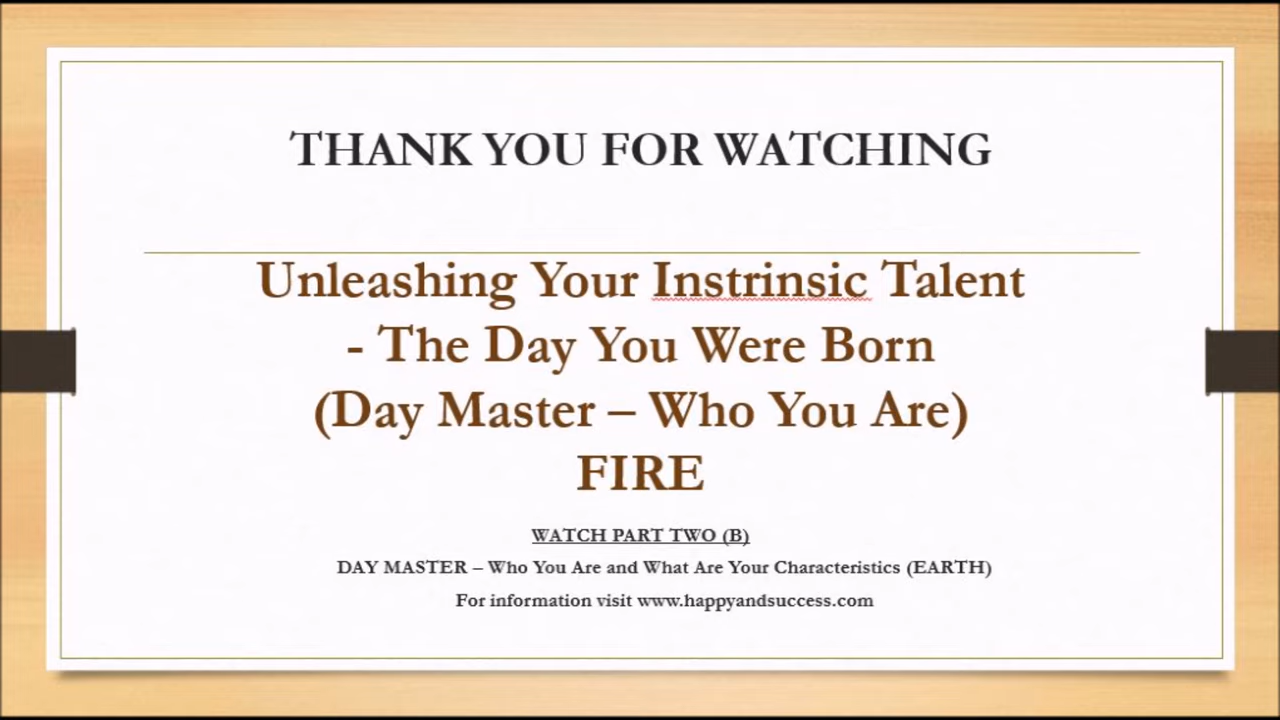 THANK YOU FOR WATCHING
Unleashing Your Instrinsic Talent
- The Day You Were Born
(Day Master – Who You Are)
FIRE
WATCH PART TWO (B)
DAY MASTER – Who You Are and What Are Your Characteristics (EARTH)
For information visit www.happyandsuccess.com